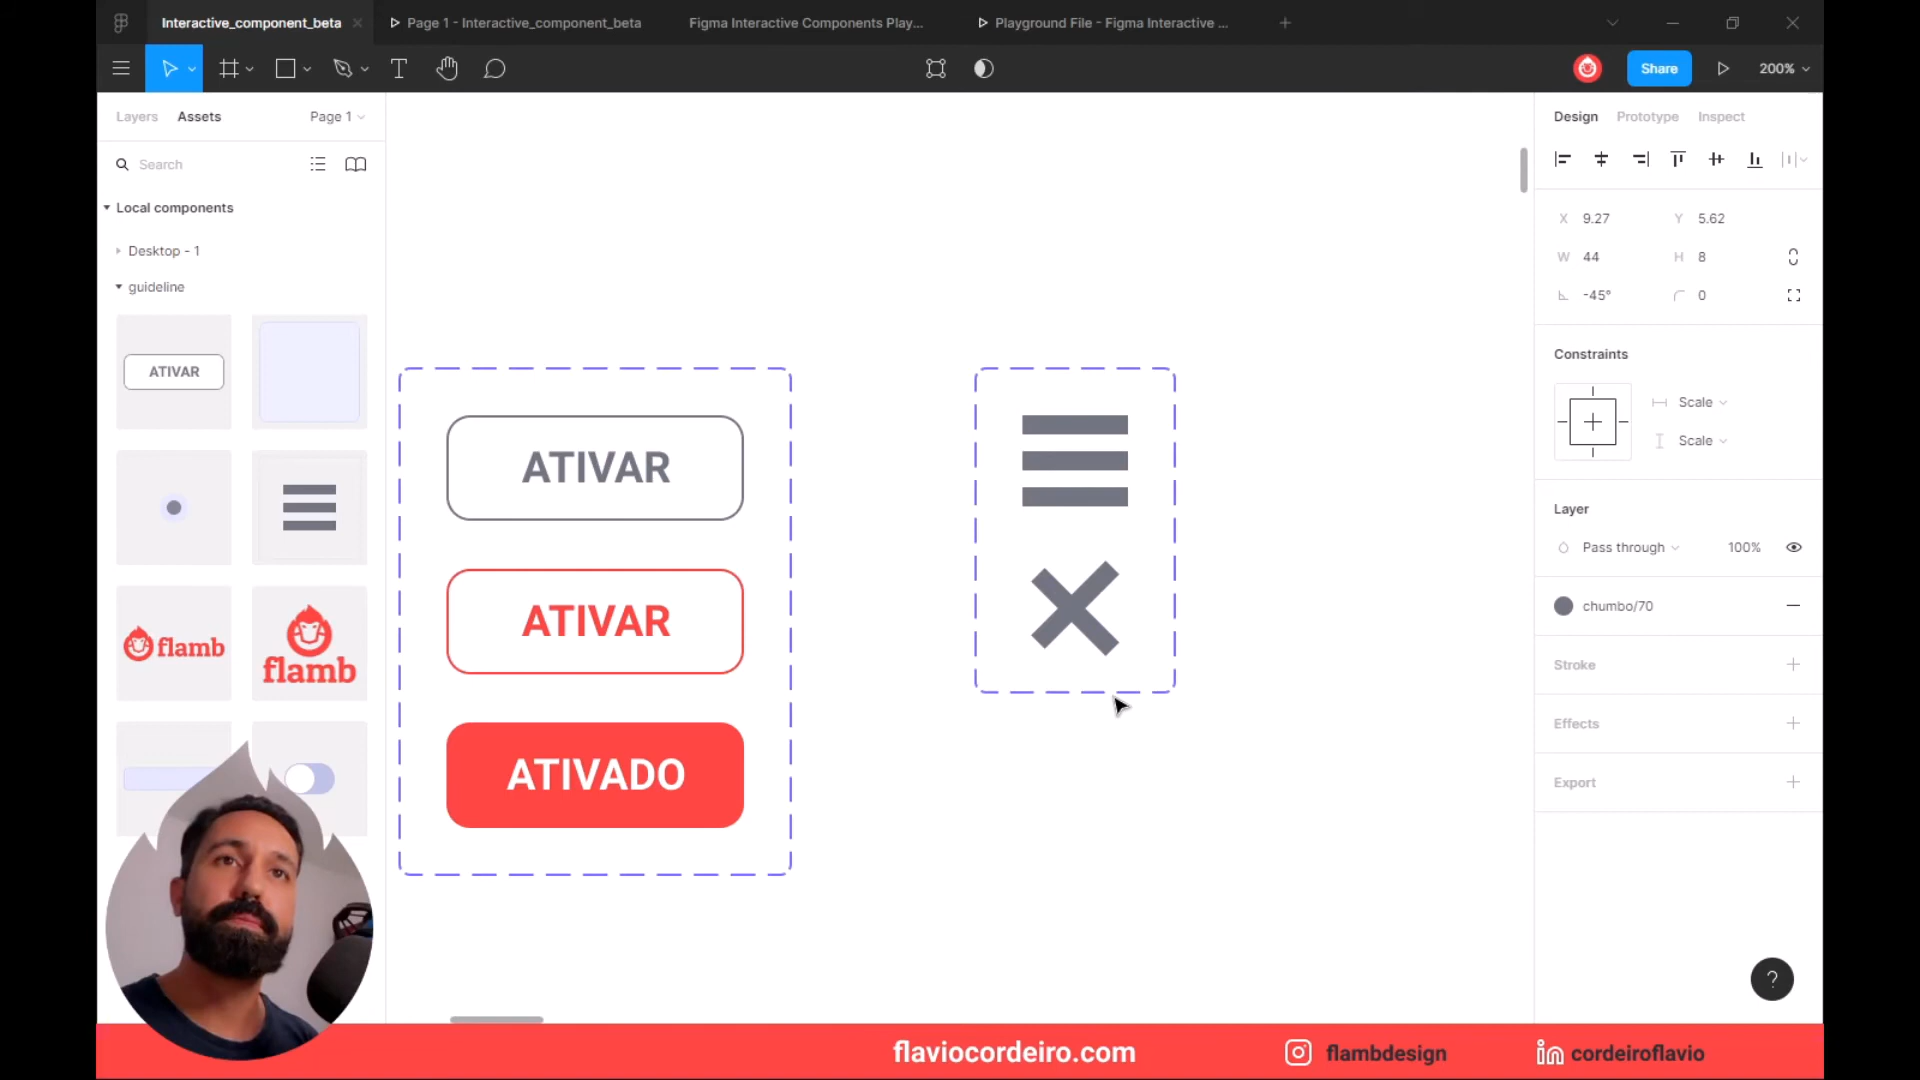 Interactive_component_beta
Page 1 - Interactive_component_beta
Figma Interactive Components Play...
Playground File - Figma Interactive ...
Share
200%
Layers
Assets
Page 1
Search
Local components
Desktop - 1
guideline
ATIVAR
flamb
flamb
ATIVAR
ATIVAR
ATIVADO
Design
Prototype
Inspect
X 9.27
Y 5.62
W 44
H 8
-45°
0
Constraints
Scale
Scale
Layer
Pass through
100%
chumbo/70
Stroke
Effects
Export
?
flaviocordeiro.com
flambdesign
in cordeiroflavio